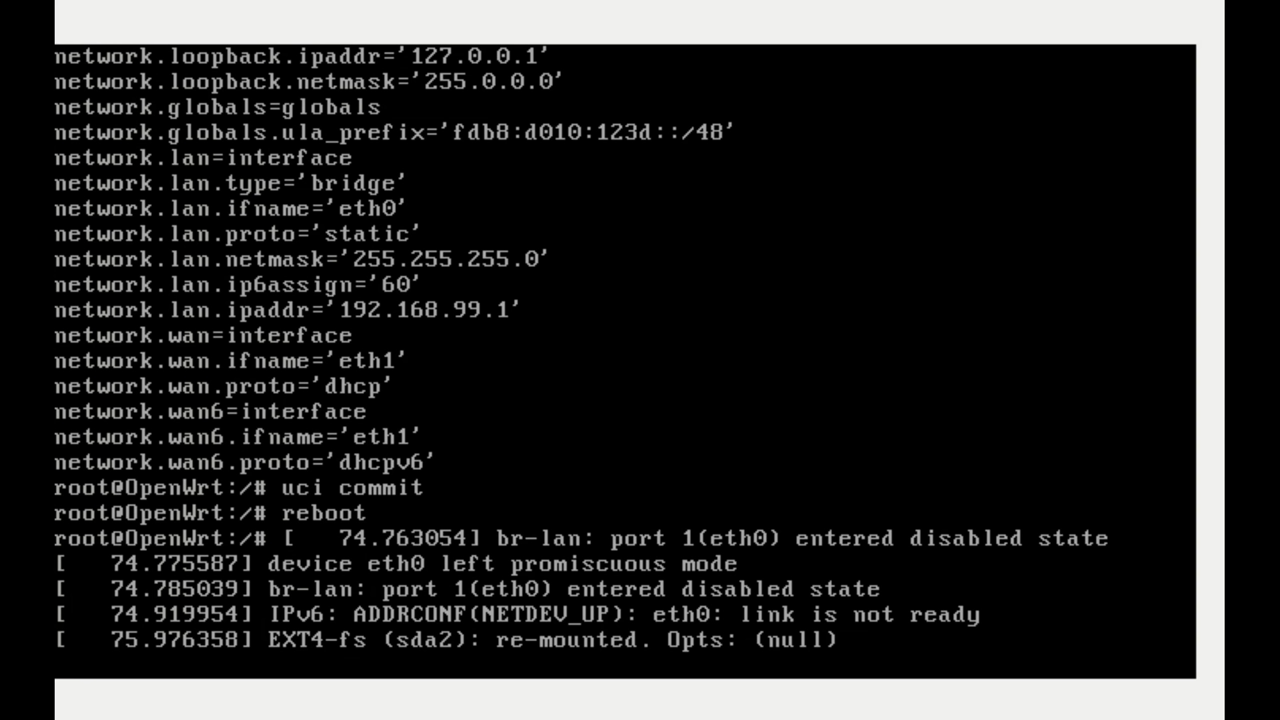 network.loopback.ipaddr='127.0.0.1'
network.loopback.netmask='255.0.0.0'
network.globals=globals
network.globals.ula_prefix='fdb8:d010:123d::/48'
network.lan=interface
network.lan.type='bridge'
network.lan.ifname='eth0'
network.lan.proto='static'
network.lan.netmask='255.255.255.0'
network.lan.ip6assign='60'
network.lan.ipaddr='192.168.99.1'
network.wan=interface
network.wan.ifname='eth1'
network.wan.proto='dhcp'
network.wan6=interface
network.wan6.ifname='eth1'
network.wan6.proto='dhcpv6'
root@OpenWrt:/# uci commit
root@OpenWrt:/# reboot
root@OpenWrt:/# [   74.763054] br-lan: port 1(eth0) entered disabled state
[   74.775587] device eth0 left promiscuous mode
[   74.785039] br-lan: port 1(eth0) entered disabled state
[   74.919954] IPv6: ADDRCONF(NETDEV_UP): eth0: link is not ready
[   75.976358] EXT4-fs (sda2): re-mounted. Opts: (null)